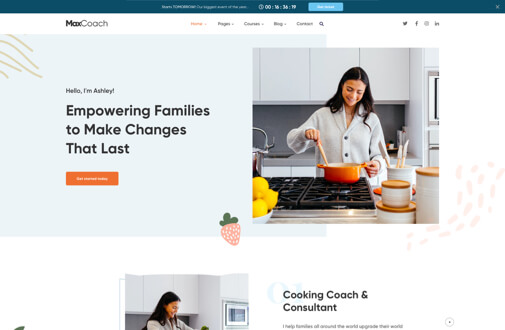 Starts TOMORROW! Our biggest event of the year...
00 : 16 : 36 : 19
Get ticket
MaxCoach
Home
Pages
Courses
Blog
Contact
Hello, I'm Ashley!
Empowering Families
to Make Changes
That Last
Get started today
01
Cooking Coach &
Consultant
I help families all around the world upgrade their world